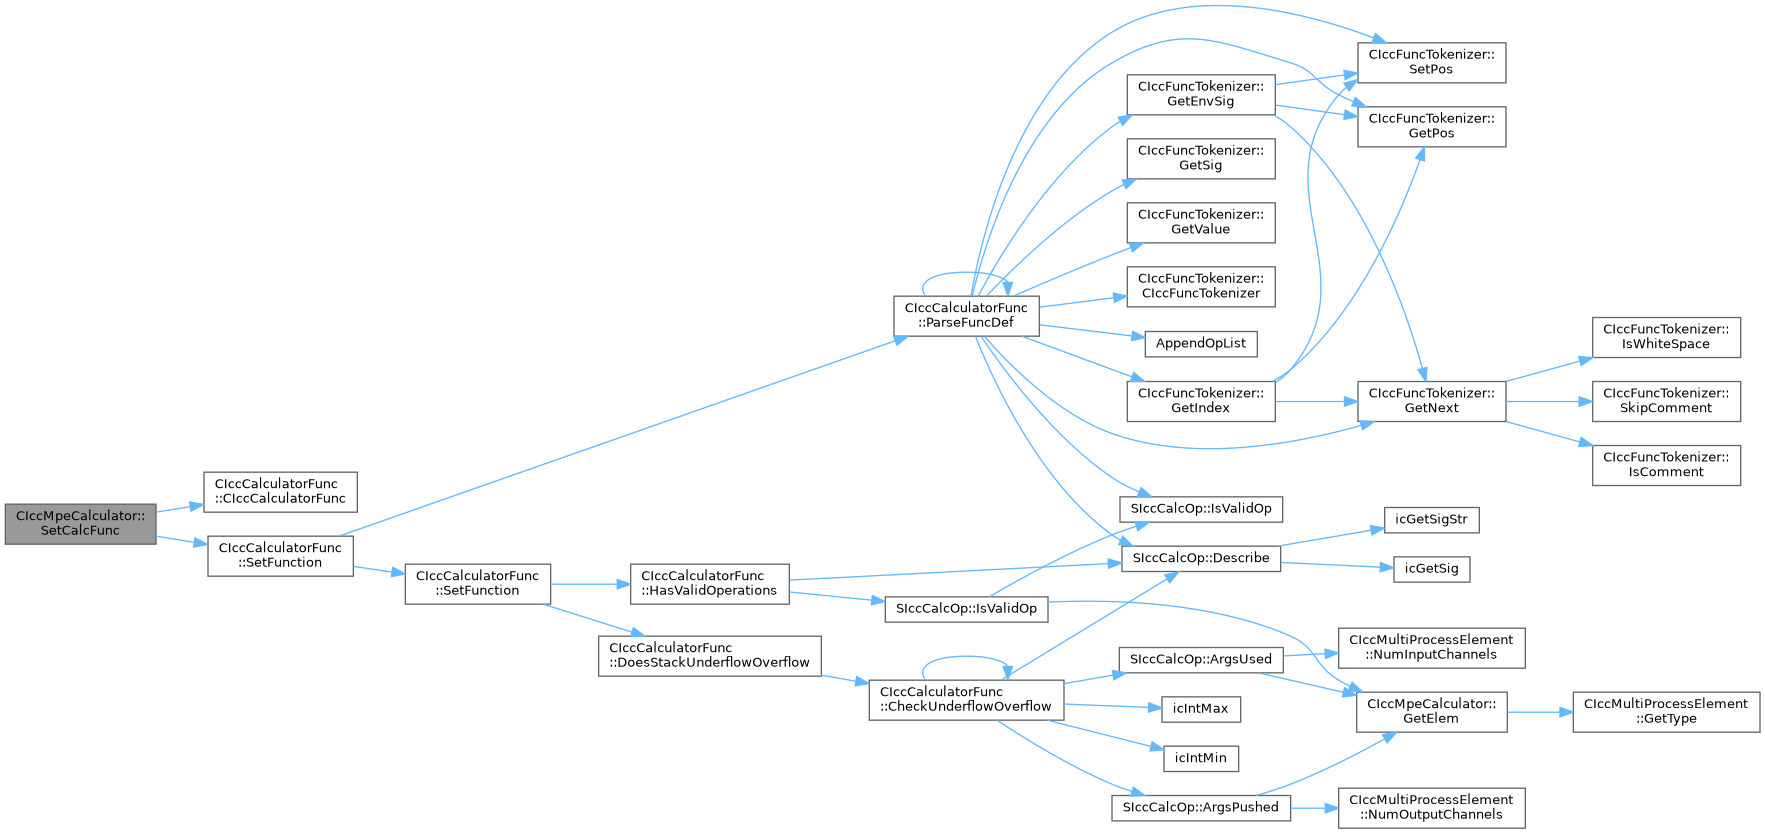 CIccMpeCalculator::
SetCalcFunc
CIccCalculatorFunc
::CIccCalculatorFunc
CIccCalculatorFunc
::SetFunction
CIccCalculatorFunc
::ParseFuncDef
CIccCalculatorFunc
::SetFunction
CIccCalculatorFunc
::HasValidOperations
CIccCalculatorFunc
::DoesStackUnderflowOverflow
SIccCalcOp::IsValidOp
CIccCalculatorFunc
::CheckUnderflowOverflow
CIccFuncTokenizer::
GetEnvSig
CIccFuncTokenizer::
GetSig
CIccFuncTokenizer::
GetValue
CIccFuncTokenizer::
CIccFuncTokenizer
AppendOpList
CIccFuncTokenizer::
GetIndex
SIccCalcOp::IsValidOp
SIccCalcOp::Describe
SIccCalcOp::ArgsUsed
icIntMax
icIntMin
SIccCalcOp::ArgsPushed
CIccFuncTokenizer::
SetPos
CIccFuncTokenizer::
GetPos
CIccFuncTokenizer::
GetNext
icGetSigStr
icGetSig
CIccMultiProcessElement
::NumInputChannels
CIccMpeCalculator::
GetElem
CIccMultiProcessElement
::NumOutputChannels
CIccFuncTokenizer::
IsWhiteSpace
CIccFuncTokenizer::
SkipComment
CIccFuncTokenizer::
IsComment
CIccMultiProcessElement
::GetType